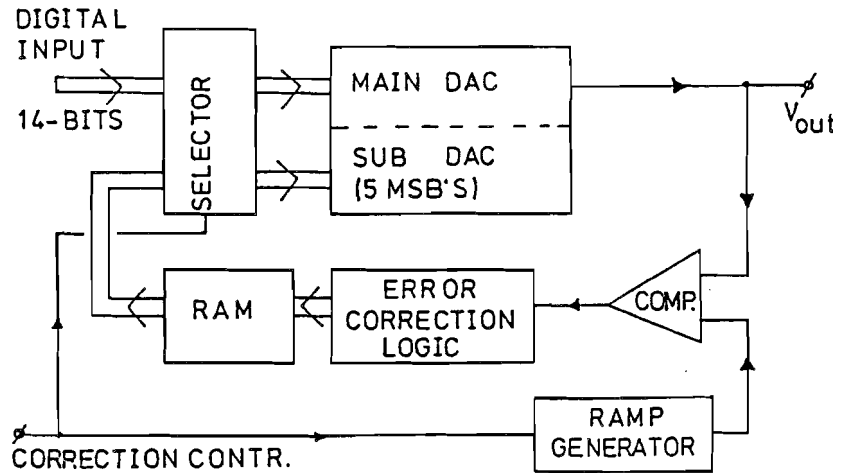 DIGITAL
INPUT
14-BITS
SELECTOR
MAIN DAC
SUB DAC
(5 MSB'S)
Vout
RAM
ERROR
CORRECTION
LOGIC
COMP.
RAMP
GENERATOR
CORRECTION CONTR.